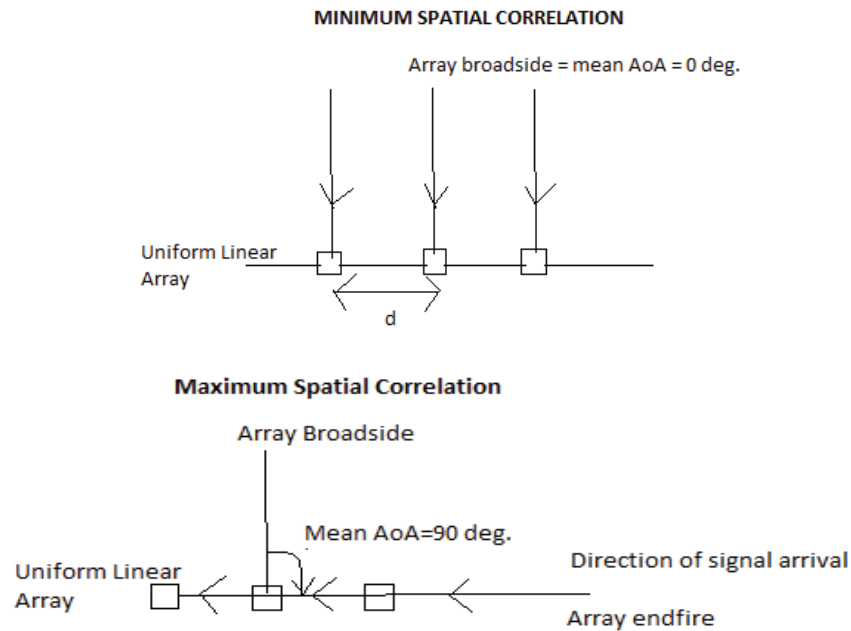 MINIMUM SPATIAL CORRELATION
Array broadside = mean AoA = 0 deg.
Uniform Linear
Array
d
Maximum Spatial Correlation
Array Broadside
Mean AoA=90 deg.
Direction of signal arrival
Uniform Linear
Array
Array endfire